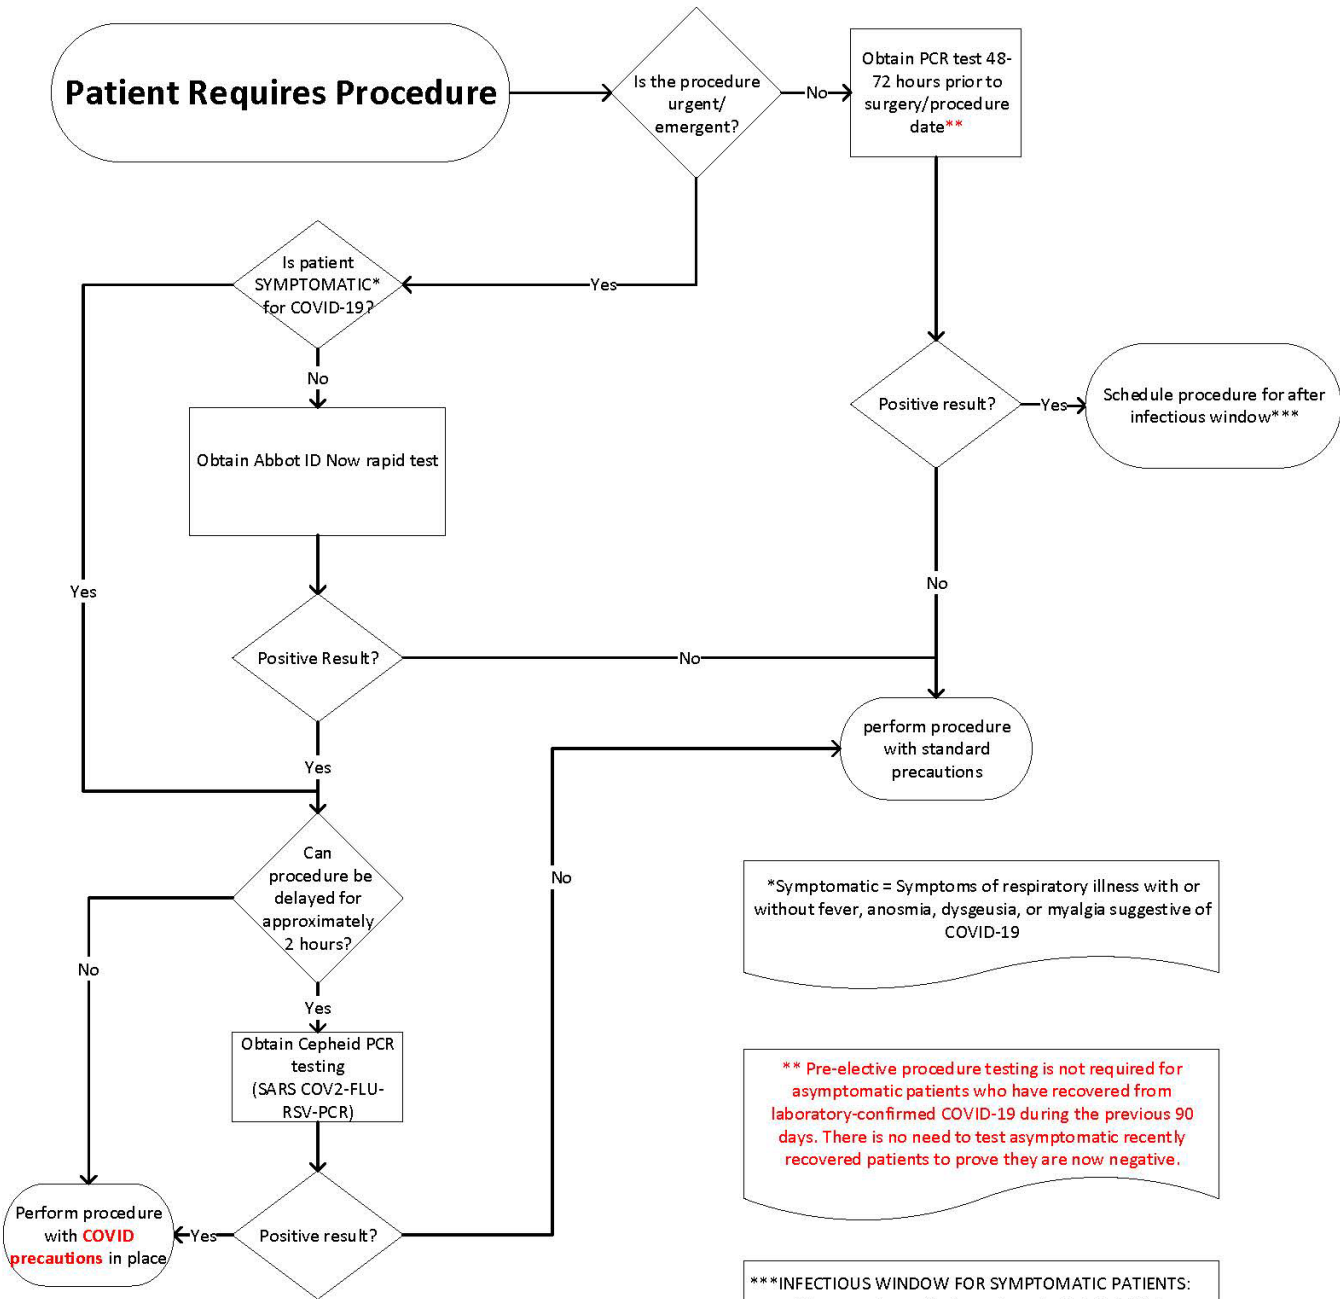 Patient Requires Procedure
Is the procedure
urgent/
emergent?
No
Obtain PCR test 48-
72 hours prior to
surgery/procedure
date**
Yes
Is patient
SYMPTOMATIC*
for COVID-19?
No
Yes
Obtain Abbot ID Now rapid test
Positive result?
Yes
Schedule procedure for after
infectious window***
No
Positive Result?
No
Yes
perform procedure
with standard
precautions
Can
procedure be
delayed for
approximately
2 hours?
No
Yes
No
Obtain Cepheid PCR
testing
(SARS COV2-FLU-
RSV-PCR)
Positive result?
Yes
Perform procedure
with COVID
precautions in place
*Symptomatic = Symptoms of respiratory illness with or
without fever, anosmia, dysgeusia, or myalgia suggestive of
COVID-19
** Pre-elective procedure testing is not required for
asymptomatic patients who have recovered from
laboratory-confirmed COVID-19 during the previous 90
days. There is no need to test asymptomatic recently
recovered patients to prove they are now negative.
***INFECTIOUS WINDOW FOR SYMPTOMATIC PATIENTS: